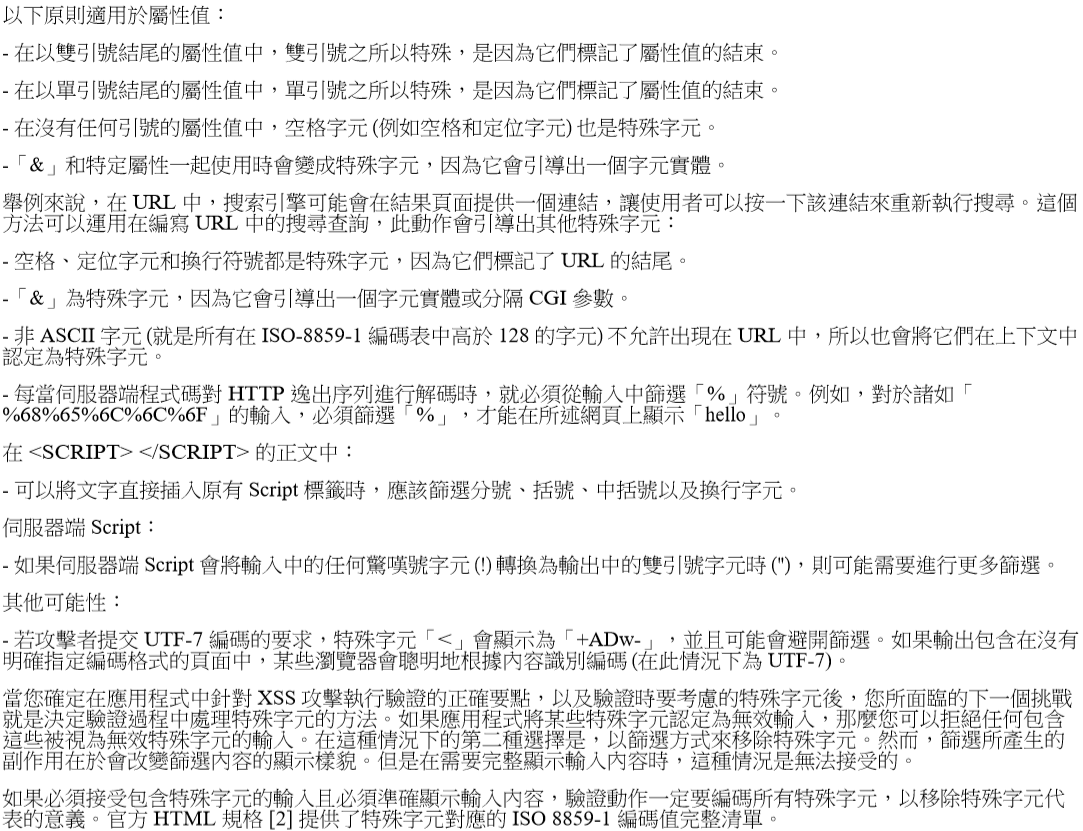 以下原則適用於屬性值：
- 在以雙引號結尾的屬性值中，雙引號之所以特殊，是因為它們標記了屬性值的結束。
- 在以單引號結尾的屬性值中，單引號之所以特殊，是因為它們標記了屬性值的結束。
- 在沒有任何引號的屬性值中，空格字元 (例如空格和定位字元) 也是特殊字元。
-「&」和特定屬性一起使用時會變成特殊字元，因為它會引導出一個字元實體。
舉例來說，在 URL 中，搜索引擎可能會在結果頁面提供一個連結，讓使用者可以按一下該連結來重新執行搜尋。這個
方法可以運用在編寫 URL 中的搜尋查詢，此動作會引導出其他特殊字元：
- 空格、定位字元和換行符號都是特殊字元，因為它們標記了 URL 的結尾。
-「&」為特殊字元，因為它會引導出一個字元實體或分隔 CGI 參數。
- 非 ASCII 字元 (就是所有在 ISO-8859-1 編碼表中高於 128 的字元) 不允許出現在 URL 中，所以也會將它們在上下文中
認定為特殊字元。
- 每當伺服器端程式碼對 HTTP 逸出序列進行解碼時，就必須從輸入中篩選「%」符號。例如，對於諸如「
%68%65%6C%6C%6F」的輸入，必須篩選「%」，才能在所述網頁上顯示「hello」。
在 <SCRIPT> </SCRIPT> 的正文中：
- 可以將文字直接插入原有 Script 標籤時，應該篩選分號、括號、中括號以及換行字元。
伺服器端 Script：
- 如果伺服器端 Script 會將輸入中的任何驚嘆號字元 (!) 轉換為輸出中的雙引號字元時 (")，則可能需要進行更多篩選。
其他可能性：
- 若攻擊者提交 UTF-7 編碼的要求，特殊字元「<」會顯示為「+ADw-」，並且可能會避開篩選。如果輸出包含在沒有
明確指定編碼格式的頁面中，某些瀏覽器會聰明地根據內容識別編碼 (在此情況下為 UTF-7)。
當您確定在應用程式中針對 XSS 攻擊執行驗證的正確要點，以及驗證時要考慮的特殊字元後，您所面臨的下一個挑戰
就是決定驗證過程中處理特殊字元的方法。如果應用程式將某些特殊字元認定為無效輸入，那麼您可以拒絕任何包含
這些被視為無效特殊字元的輸入。在這種情況下的第二種選擇是，以篩選方式來移除特殊字元。然而，篩選所產生的
副作用在於會改變篩選內容的顯示樣貌。但是在需要完整顯示輸入內容時，這種情況是無法接受的。
如果必須接受包含特殊字元的輸入且必須準確顯示輸入內容，驗證動作一定要編碼所有特殊字元，以移除特殊字元代
表的意義。官方 HTML 規格 [2] 提供了特殊字元對應的 ISO 8859-1 編碼值完整清單。